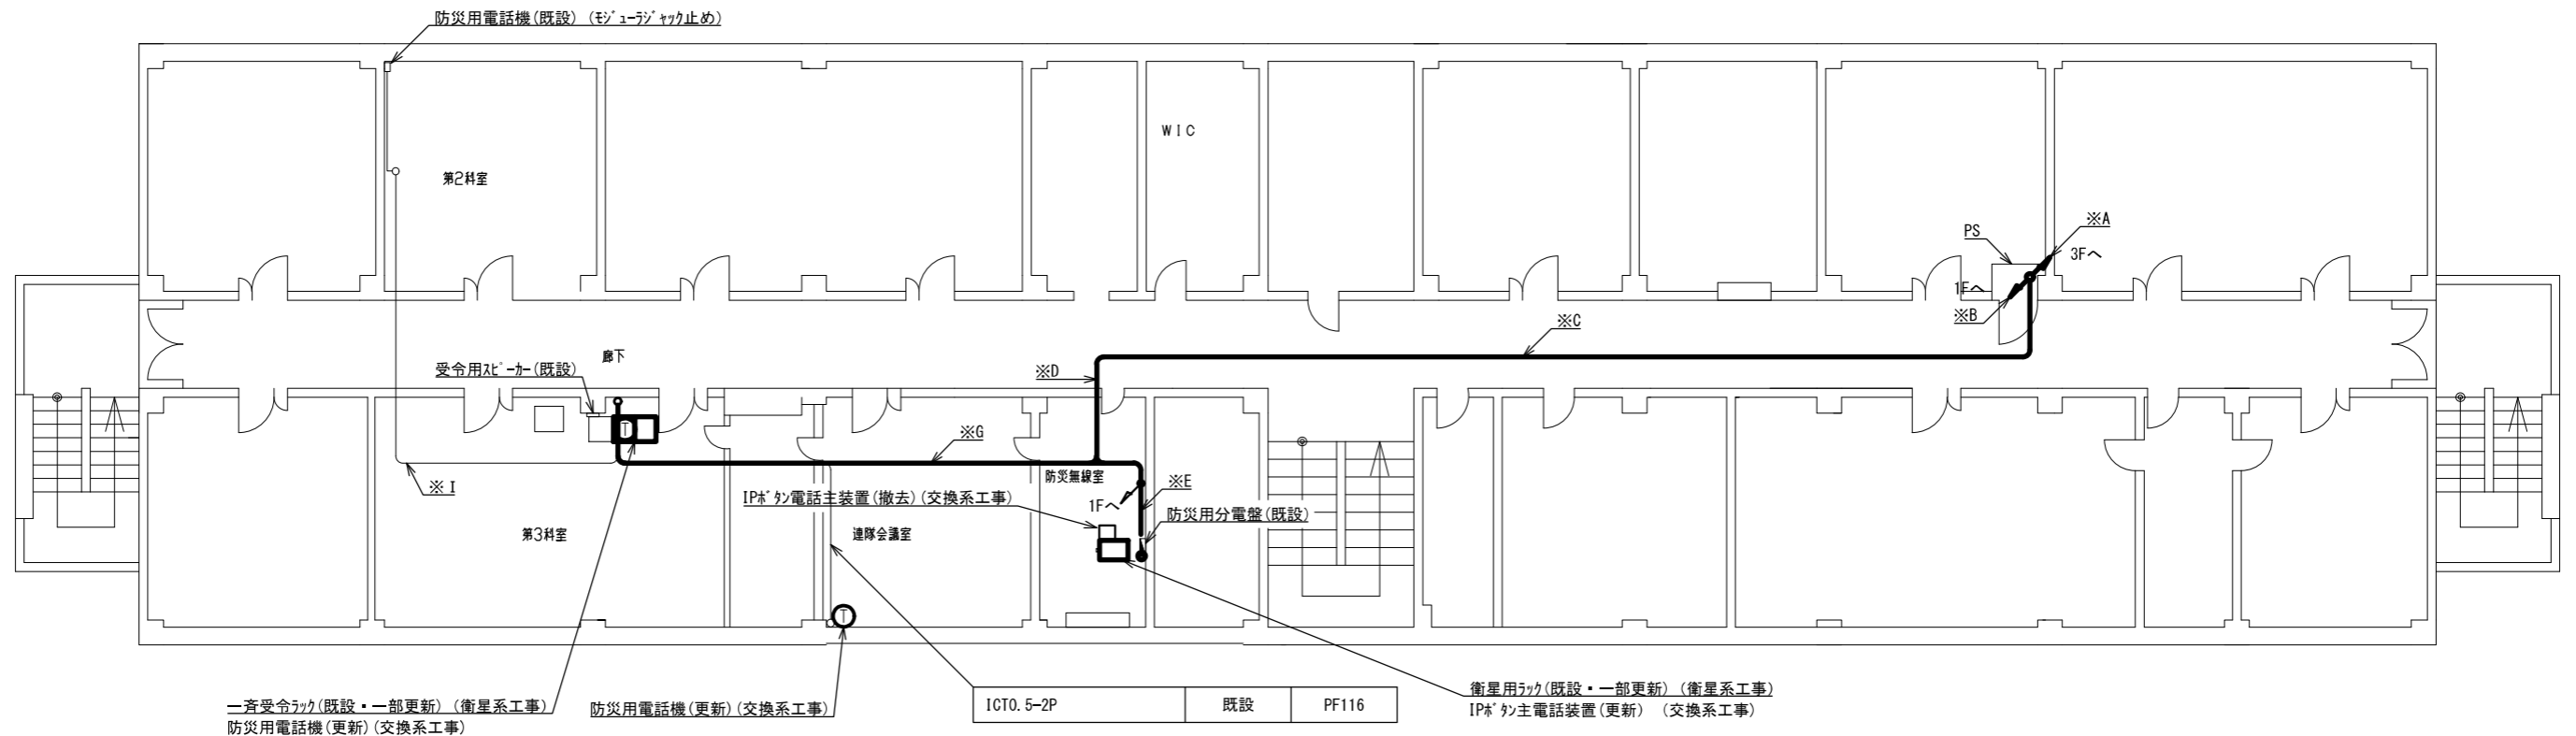 防災用電話機(既設) (ﾓｼﾞｭｰﾗｼﾞｬｯｸ止め)
WIC
第2科室
※A
PS
3Fへ
1Fへ
※B
※C
廊下
受令用ｽﾋﾟｰｶｰ(既設)
※D
※G
防災無線室
※E
※I
IPﾎﾞﾀﾝ電話主装置(撤去)(交換系工事)
1Fへ
防災用分電盤(既設)
第3科室
連隊会議室
T
T
一斉受令ﾗｯｸ(既設・一部更新) (衛星系工事)
防災用電話機(更新)(交換系工事)
防災用電話機(更新)(交換系工事)
ICT0.5-2P 既設 PF116
衛星用ﾗｯｸ(既設・一部更新) (衛星系工事)
IPﾎﾞﾀﾝ主電話装置(更新) (交換系工事)